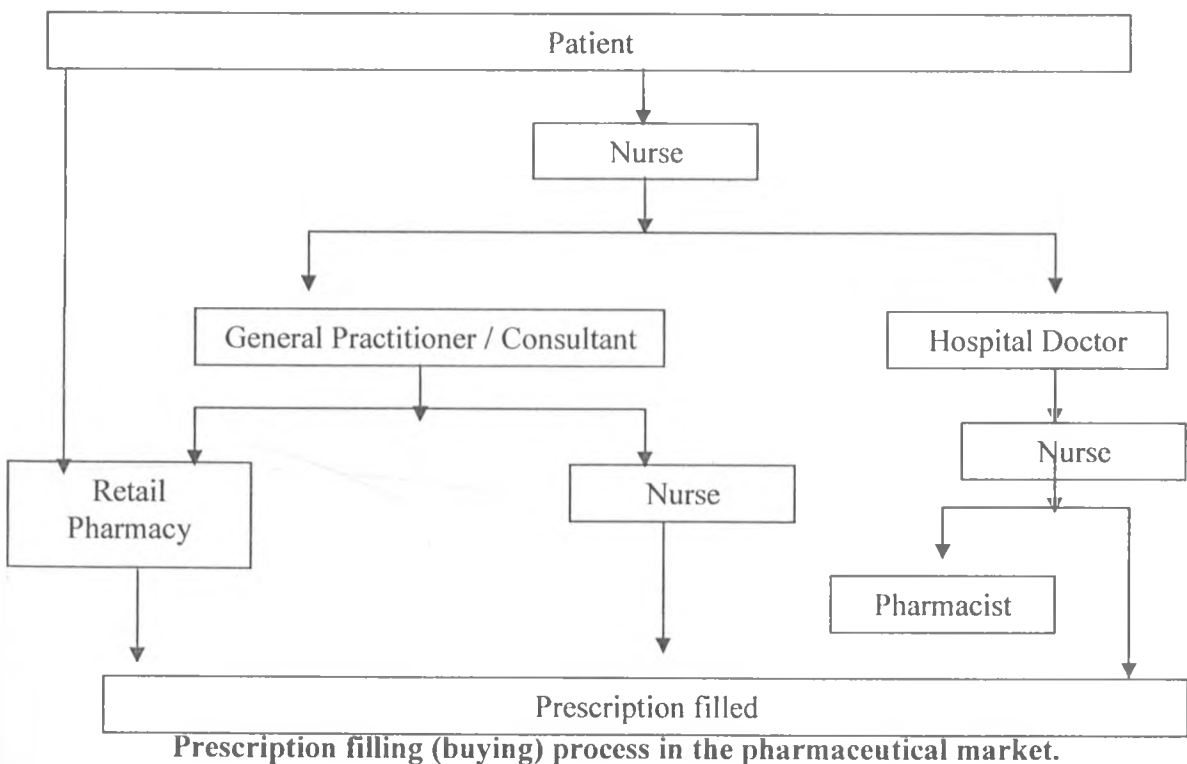 Patient
Nurse
General Practitioner / Consultant
Hospital Doctor
Nurse
Retail
Pharmacy
Nurse
Pharmacist
Prescription filled
Prescription filling (buying) process in the pharmaceutical market.